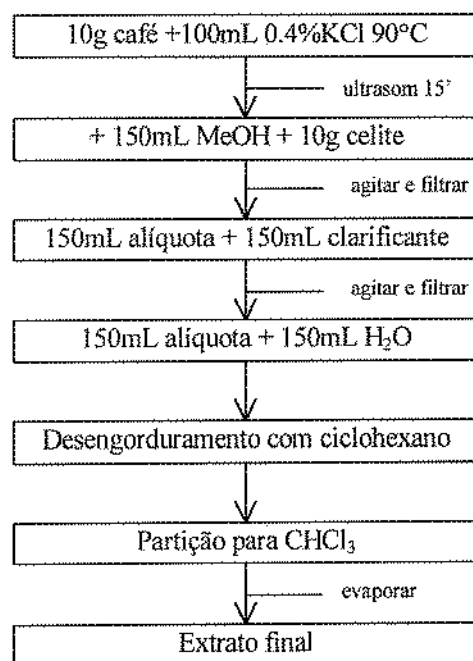 10g café +100mL 0.4%KCl 90°C
ultrasom 15'
+ 150mL MeOH + 10g celite
agitar e filtrar
150mL alíquota + 150mL clarificante
agitar e filtrar
150mL alíquota + 150mL H₂O
Desengorduramento com ciclohexano
Partição para CHCl₃
evaporar
Extrato final